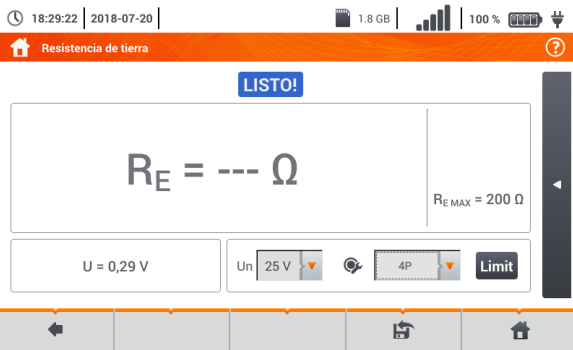 18:29:22 2018-07-20 1.8 GB 100 %
Resistencia de tierra ?
LISTO!
RE = --- Ω
RE MAX = 200 Ω
U = 0,29 V Un 25 V 4P Limit